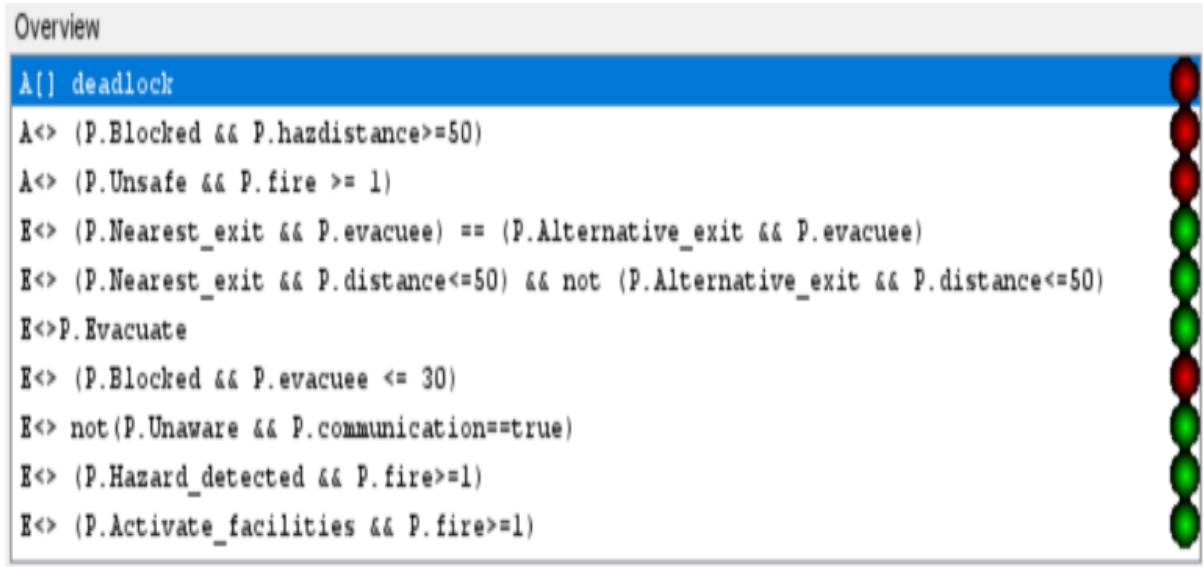 Overview
A[] deadlock
A<> (P.Blocked && P.hazdistance>=50)
A<> (P.Unsafe && P.fire >= 1)
E<> (P.Nearest_exit && P.evacuee) == (P.Alternative_exit && P.evacuee)
E<> (P.Nearest_exit && P.distance<=50) && not (P.Alternative_exit && P.distance<=50)
E<>P.Evacuate
E<> (P.Blocked && P.evacuee <= 30)
E<> not(P.Unaware && P.communication==true)
E<> (P.Hazard_detected && P.fire>=1)
E<> (P.Activate_facilities && P.fire>=1)